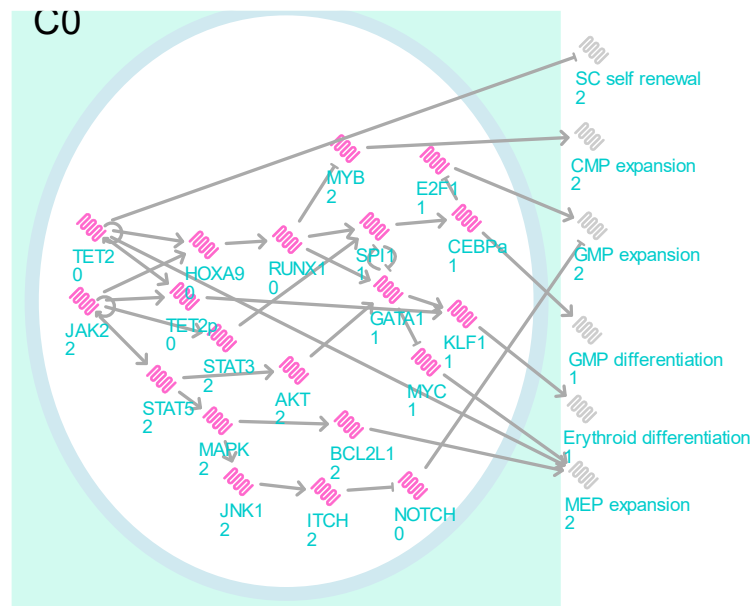 C0
SC self renewal
2
MYB
2
CMP expansion
2
E2F1
1
TET2
0
HOXA9
0
RUNX1
0
SPI1
1
CEBPa
1
GMP expansion
2
JAK2
2
TET2p
0
GATA1
1
KLF1
1
STAT3
2
GMP differentiation
1
STAT5
2
AKT
2
MYC
1
MAPK
2
BCL2L1
2
Erythroid differentiation
1
JNK1
2
ITCH
2
NOTCH
0
MEP expansion
2